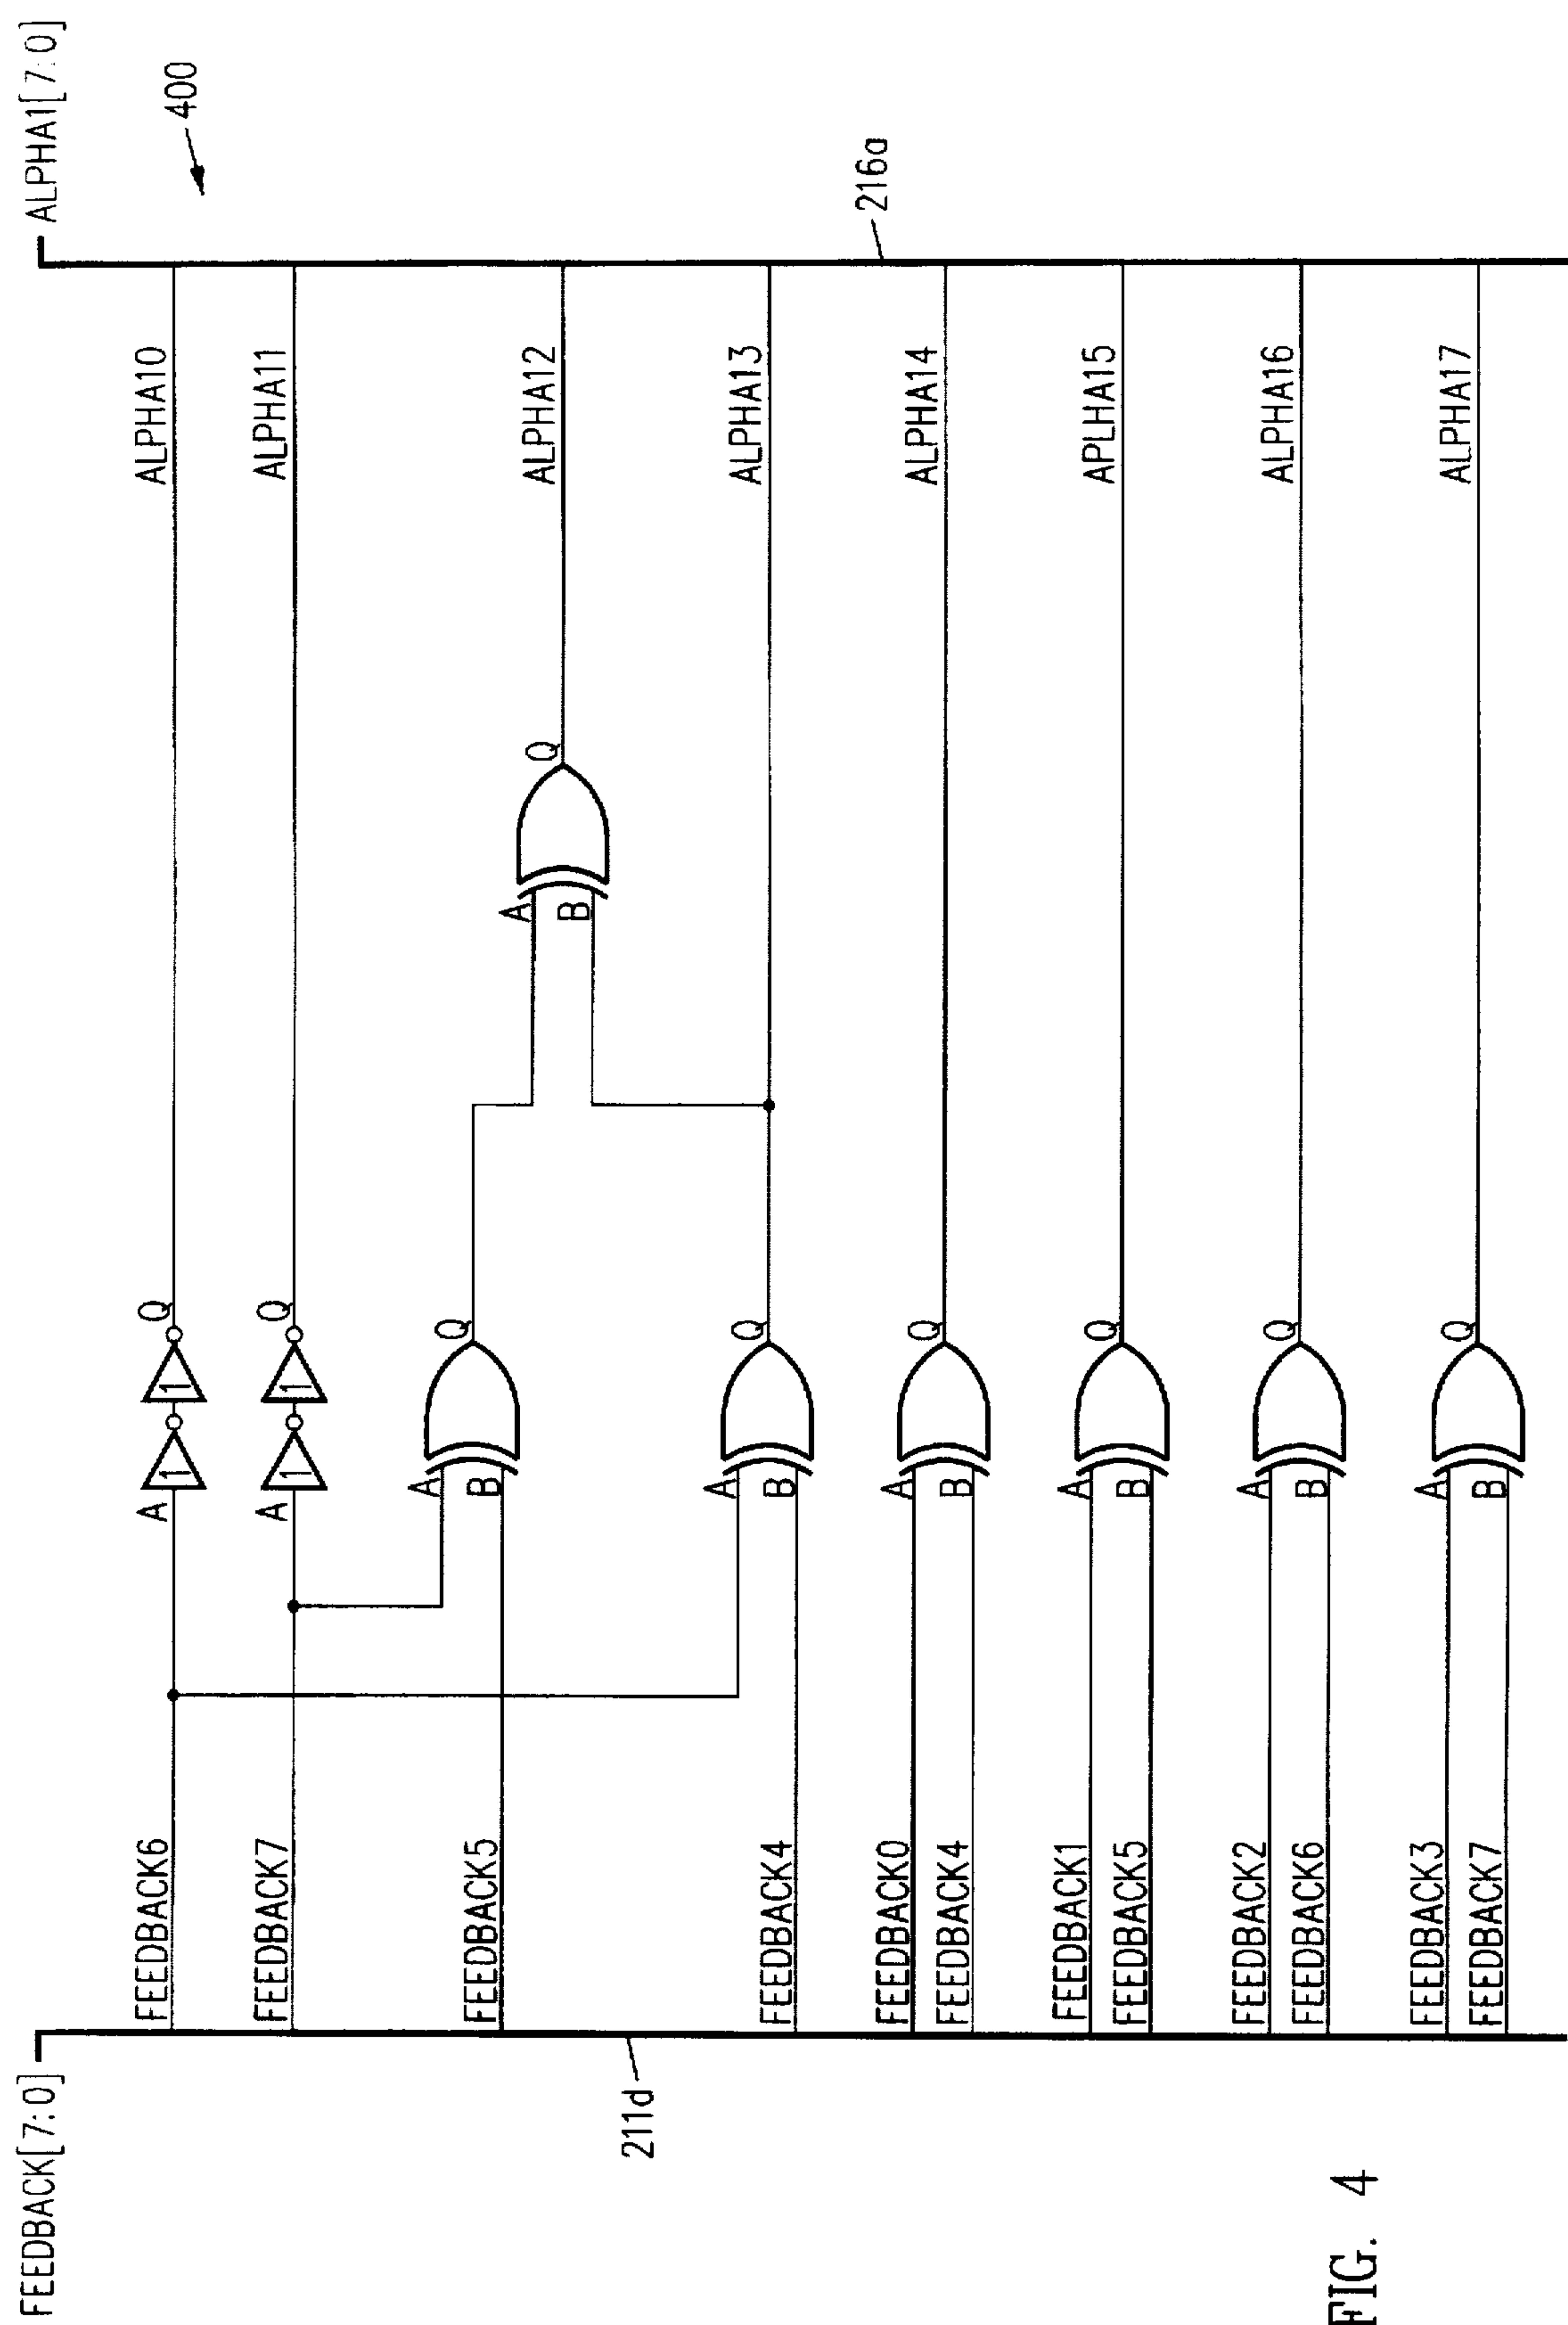 FEEDBACK[7:0]
ALPHA1[7:0]
400
FEEDBACK6
A
1
1
Q
ALPHA10
FEEDBACK7
A
1
1
Q
ALPHA11
FEEDBACK5
A
B
Q
A
B
Q
ALPHA12
FEEDBACK4
A
B
Q
ALPHA13
FEEDBACK0
FEEDBACK4
A
B
Q
ALPHA14
FEEDBACK1
FEEDBACK5
A
B
Q
APLHA15
FEEDBACK2
FEEDBACK6
A
B
Q
ALPHA16
FEEDBACK3
FEEDBACK7
A
B
Q
ALPHA17
211d
216a
FIG. 4